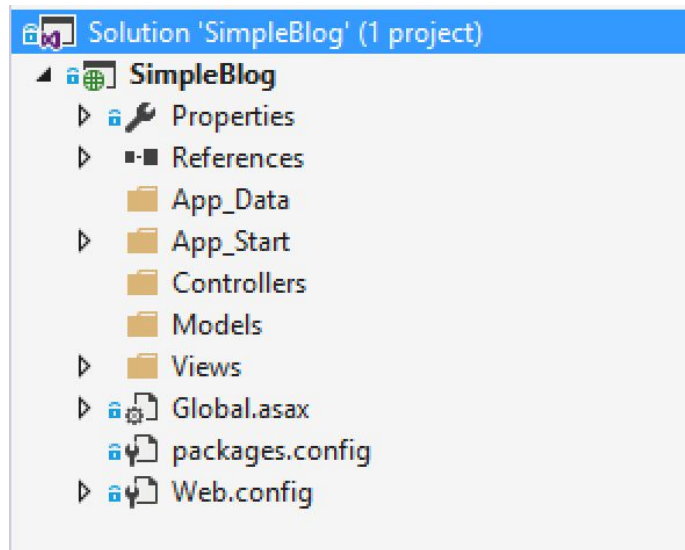 Solution 'SimpleBlog' (1 project)
SimpleBlog
Properties
References
App_Data
App_Start
Controllers
Models
Views
Global.asax
packages.config
Web.config